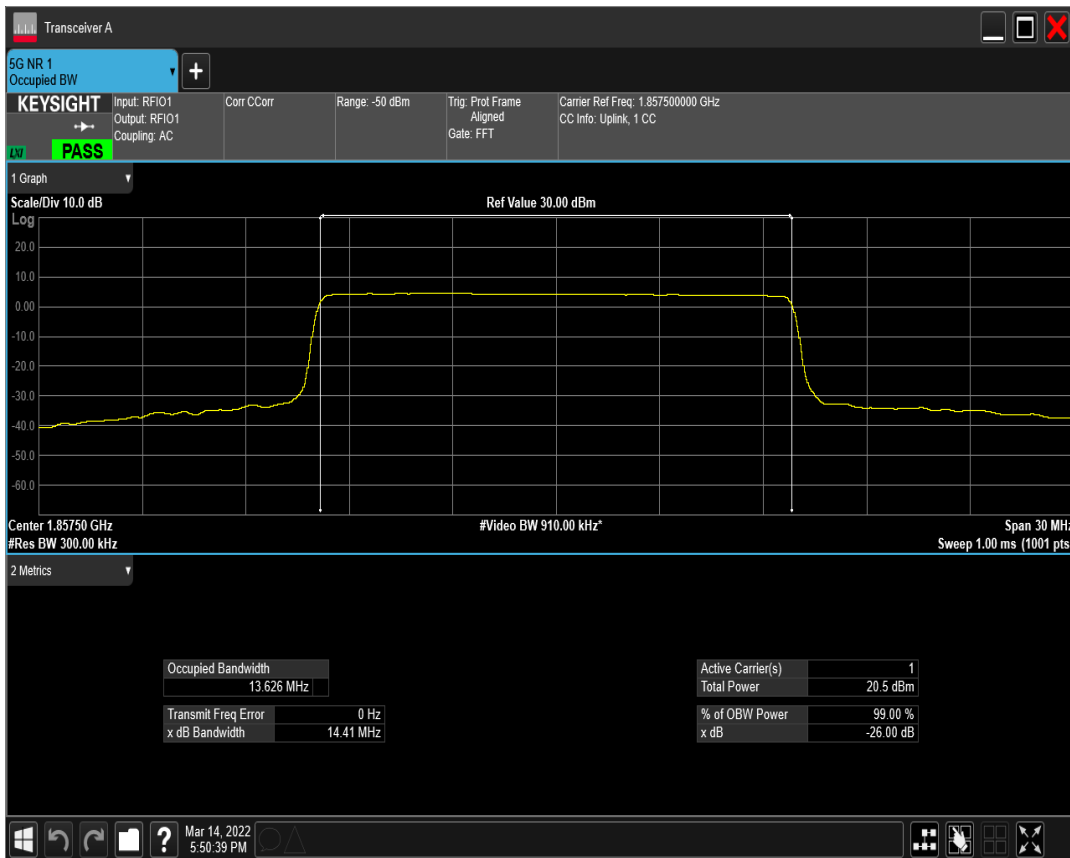 Transceiver A
5G NR 1
Occupied BW
+
KEYSIGHT
LXI
PASS
Input: RFIO1
Output: RFIO1
Coupling: AC
Corr CCorr
Range: -50 dBm
Trig: Prot Frame
Aligned
Gate: FFT
Carrier Ref Freq: 1.857500000 GHz
CC Info: Uplink, 1 CC
1 Graph
Scale/Div 10.0 dB
Ref Value 30.00 dBm
Log
20.0
10.0
0.00
-10.0
-20.0
-30.0
-40.0
-50.0
-60.0
Center 1.85750 GHz
#Video BW 910.00 kHz*
Span 30 MHz
#Res BW 300.00 kHz
Sweep 1.00 ms (1001 pts
2 Metrics
Occupied Bandwidth
13.626 MHz
Transmit Freq Error 0 Hz
x dB Bandwidth 14.41 MHz
Active Carrier(s) 1
Total Power 20.5 dBm
% of OBW Power 99.00 %
x dB -26.00 dB
?
Mar 14, 2022
5:50:39 PM